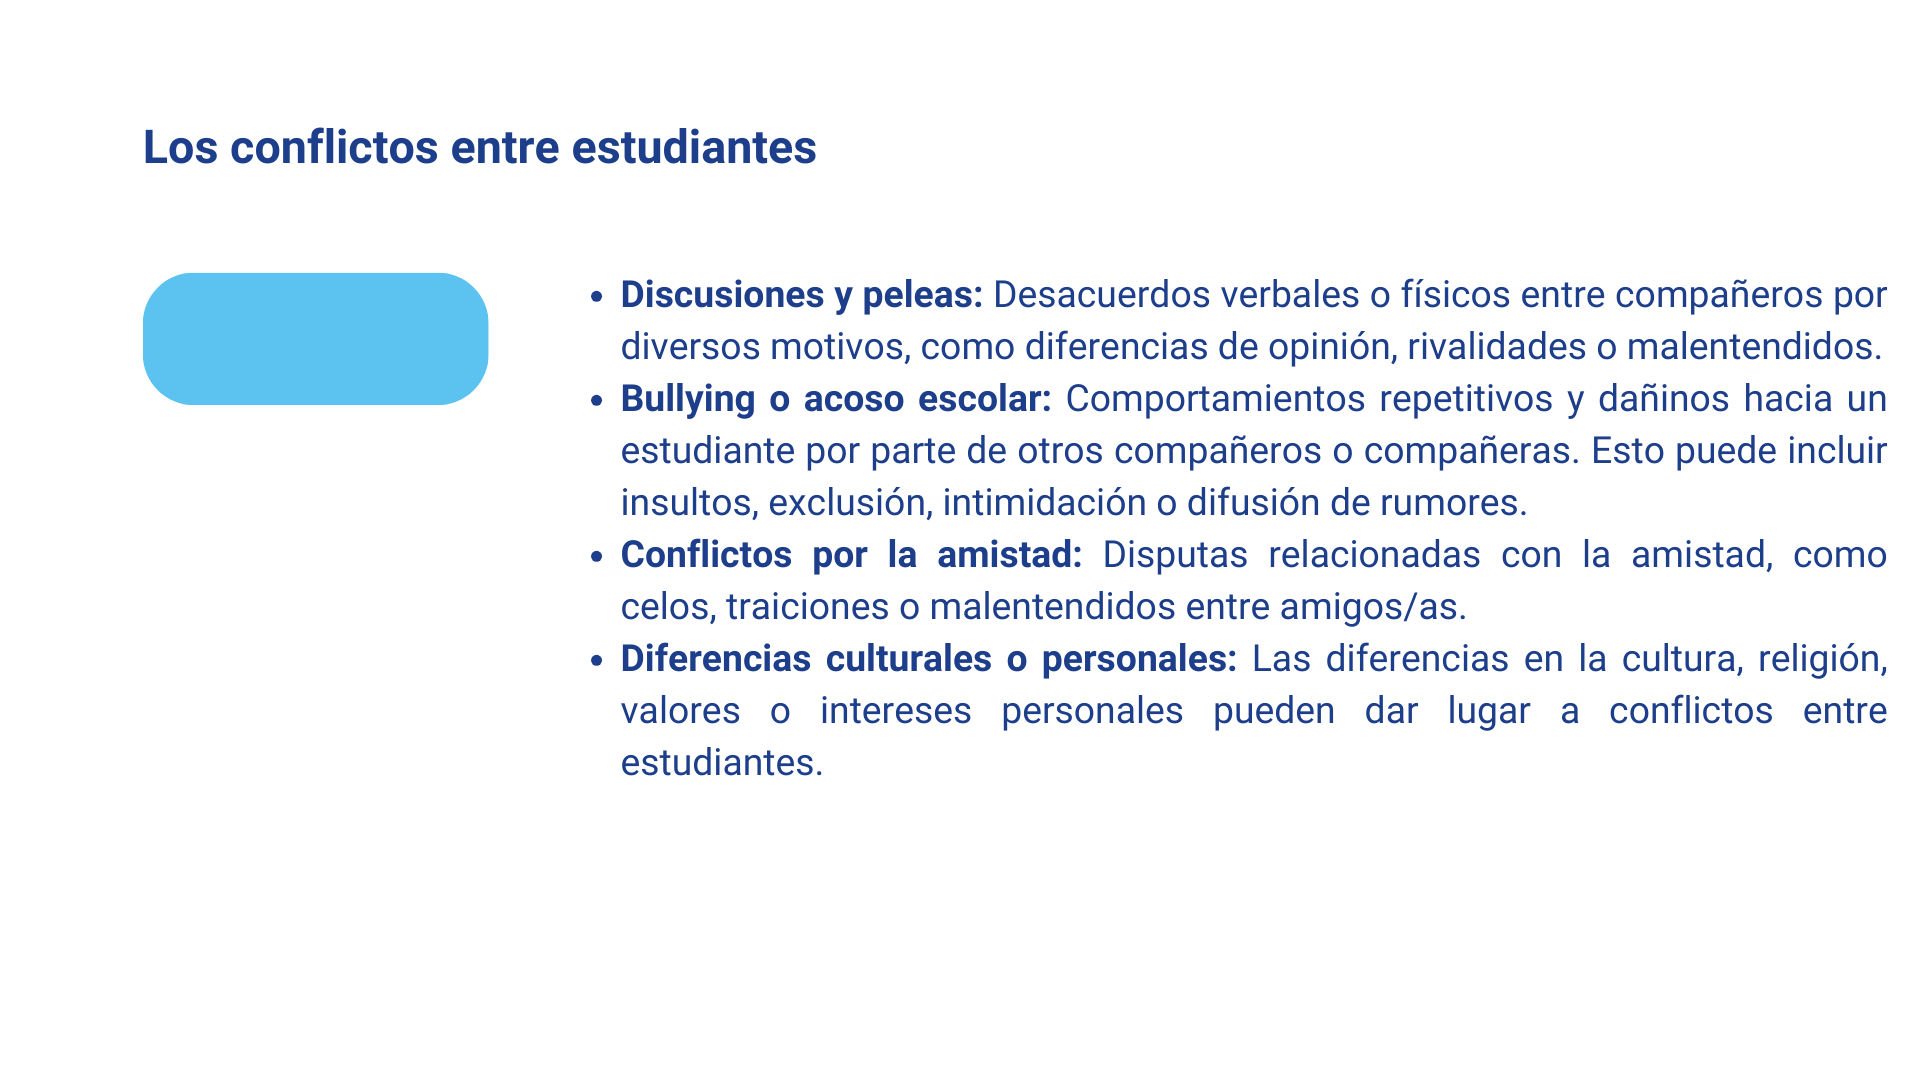 Los conflictos entre estudiantes
• Discusiones y peleas: Desacuerdos verbales o físicos entre compañeros por
diversos motivos, como diferencias de opinión, rivalidades o malentendidos.
• Bullying o acoso escolar: Comportamientos repetitivos y dañinos hacia un
estudiante por parte de otros compañeros o compañeras. Esto puede incluir
insultos, exclusión, intimidación o difusión de rumores.
• Conflictos por la amistad: Disputas relacionadas con la amistad, como
celos, traiciones o malentendidos entre amigos/as.
• Diferencias culturales o personales: Las diferencias en la cultura, religión,
valores o intereses personales pueden dar lugar a conflictos entre
estudiantes.